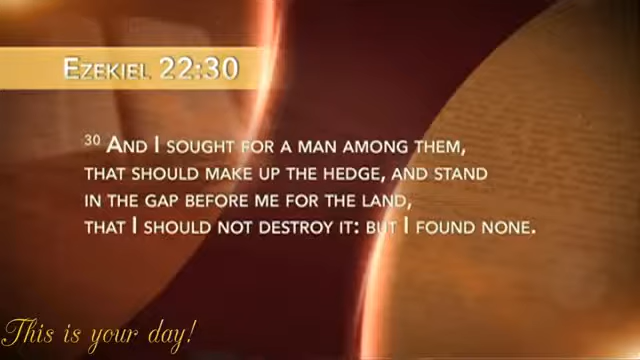 Ezekiel 22:30
30 And I sought for a man among them,
that should make up the hedge, and stand
in the gap before me for the land,
that I should not destroy it: but I found none.
This is your day!